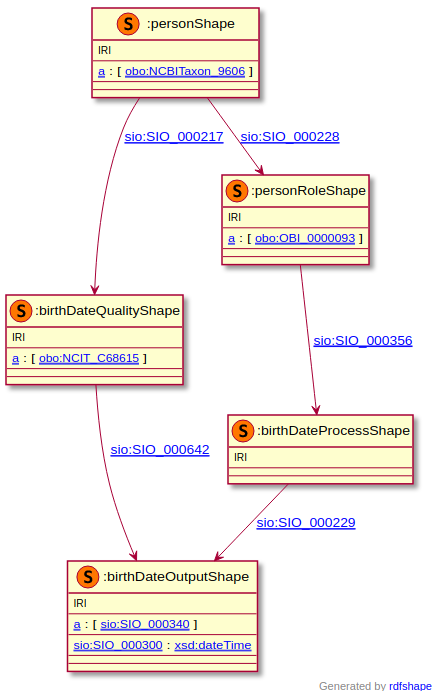 S :personShape
IRI
a : [ obo:NCBITaxon_9606 ]
sio:SIO_000217
sio:SIO_000228
S :personRoleShape
IRI
a : [ obo:OBI_0000093 ]
S :birthDateQualityShape
IRI
a : [ obo:NCIT_C68615 ]
sio:SIO_000356
S :birthDateProcessShape
IRI
sio:SIO_000642
sio:SIO_000229
S :birthDateOutputShape
IRI
a : [ sio:SIO_000340 ]
sio:SIO_000300 : xsd:dateTime
Generated by rdfshape